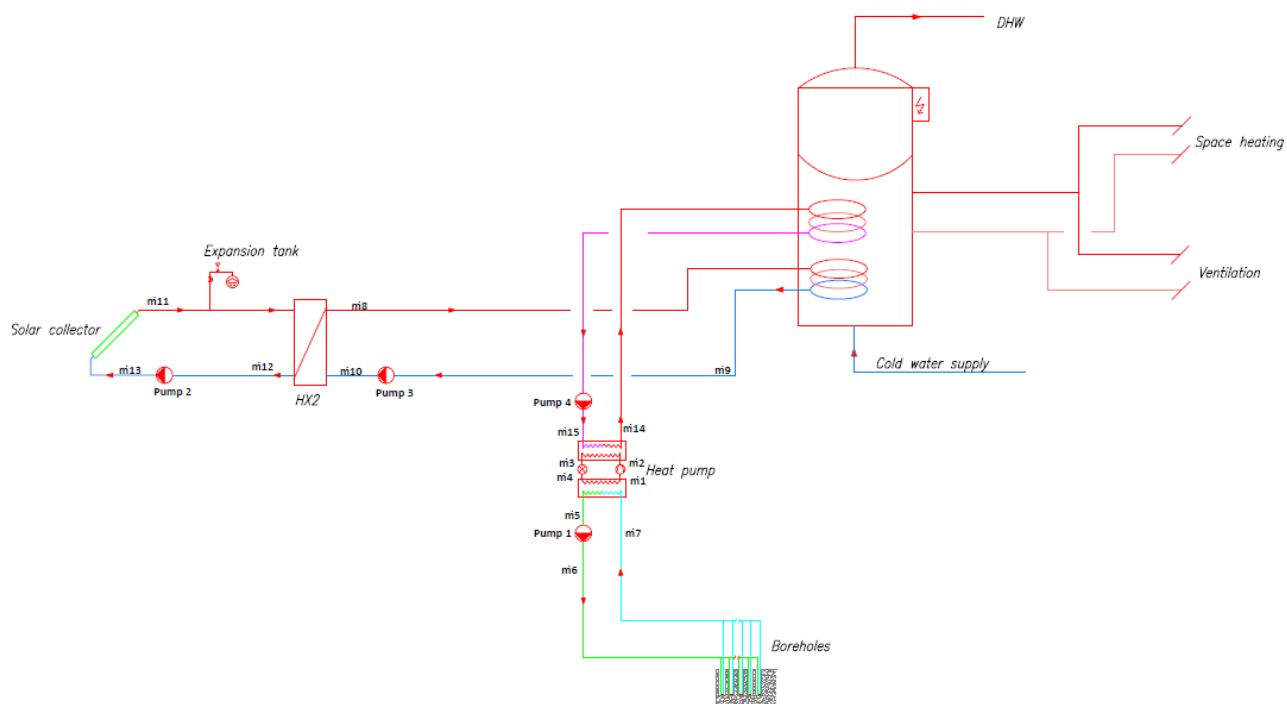 DHW
Space heating
Expansion tank
Ventilation
ṁ11
ṁ8
Solar collector
ṁ13
ṁ12
ṁ10
ṁ9
Cold water supply
Pump 2
HX2
Pump 3
Pump 4
ṁ15
ṁ14
ṁ3
ṁ2
Heat pump
ṁ4
ṁ1
ṁ5
Pump 1
ṁ7
ṁ6
Boreholes